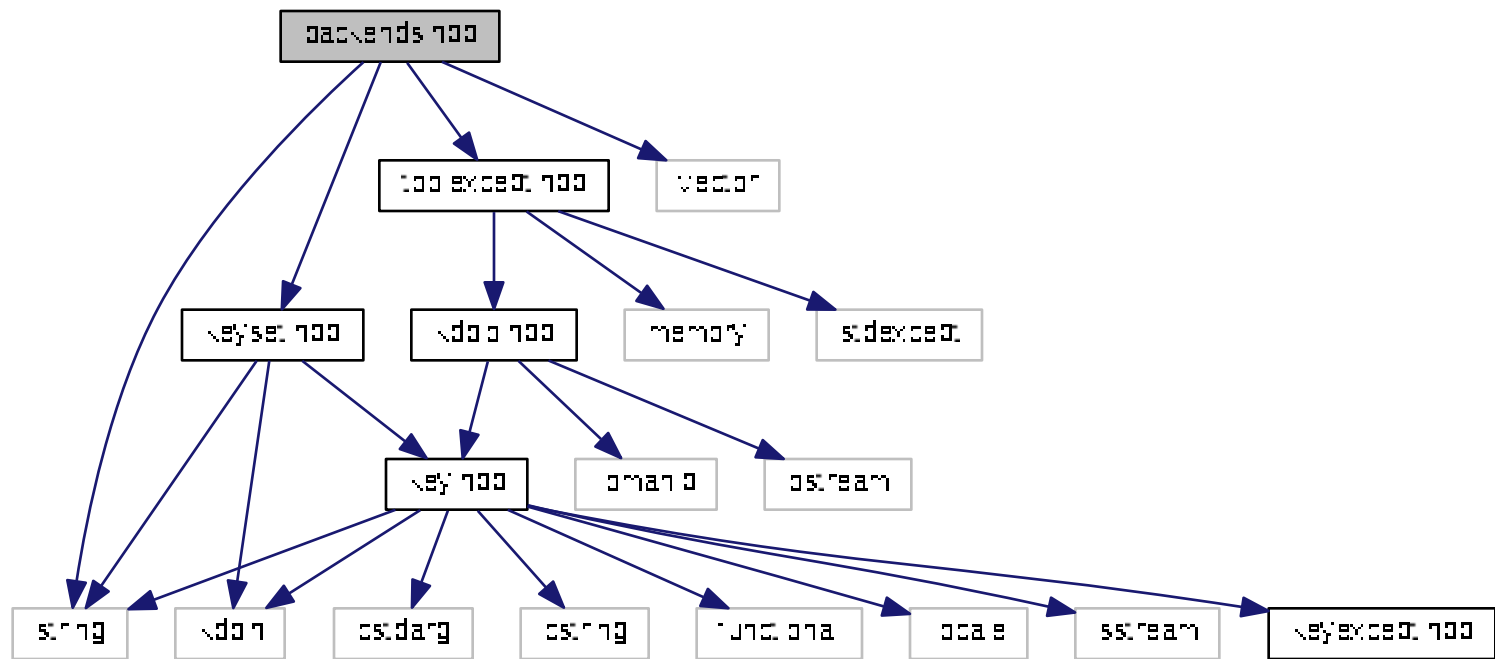 backends.hpp
toolexcept.hpp
vector
keyset.hpp
kdbio.hpp
memory
stdexcept
key.hpp
iomanip
ostream
string
kdb.h
cstdarg
cstring
functional
locale
sstream
keyexcept.hpp